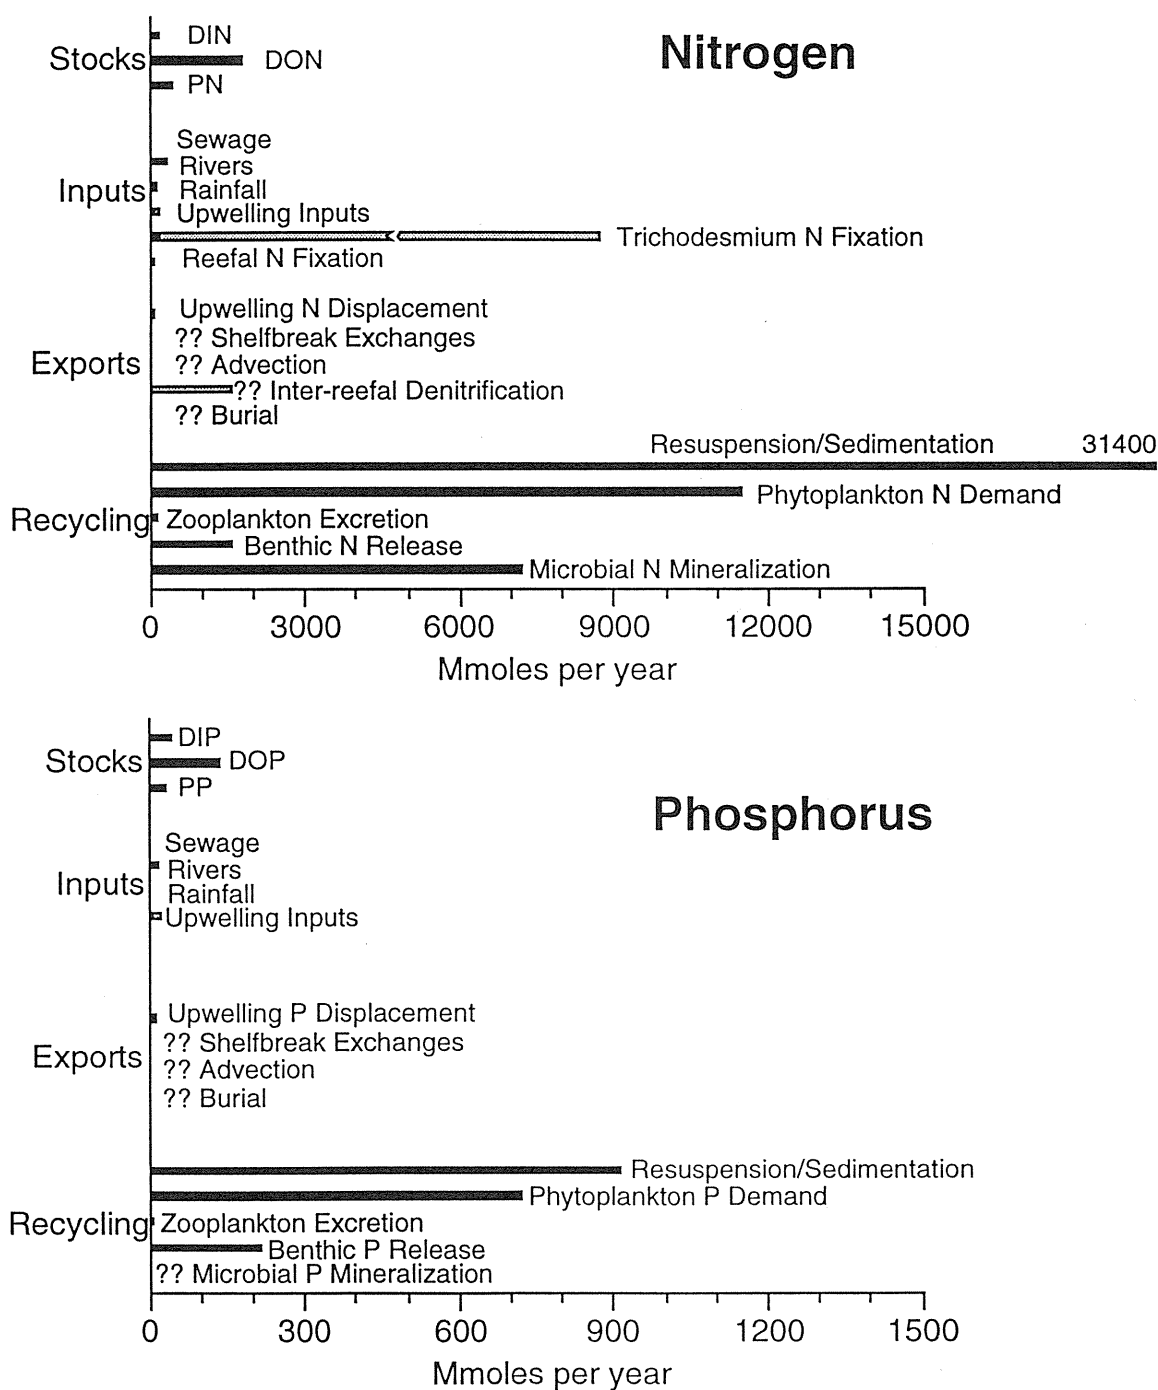 Nitrogen
DIN
Stocks
DON
PN
Sewage
Rivers
Inputs
Rainfall
Upwelling Inputs
Trichodesmium N Fixation
Reefal N Fixation
Upwelling N Displacement
?? Shelfbreak Exchanges
Exports
?? Advection
?? Inter-reefal Denitrification
?? Burial
Resuspension/Sedimentation 31400
Phytoplankton N Demand
Recycling
Zooplankton Excretion
Benthic N Release
Microbial N Mineralization
0 3000 6000 9000 12000 15000
Mmoles per year
DIP
Stocks
DOP
PP
Phosphorus
Sewage
Rivers
Inputs
Rainfall
Upwelling Inputs
Upwelling P Displacement
?? Shelfbreak Exchanges
Exports
?? Advection
?? Burial
Resuspension/Sedimentation
Phytoplankton P Demand
Recycling
Zooplankton Excretion
Benthic P Release
?? Microbial P Mineralization
0 300 600 900 1200 1500
Mmoles per year